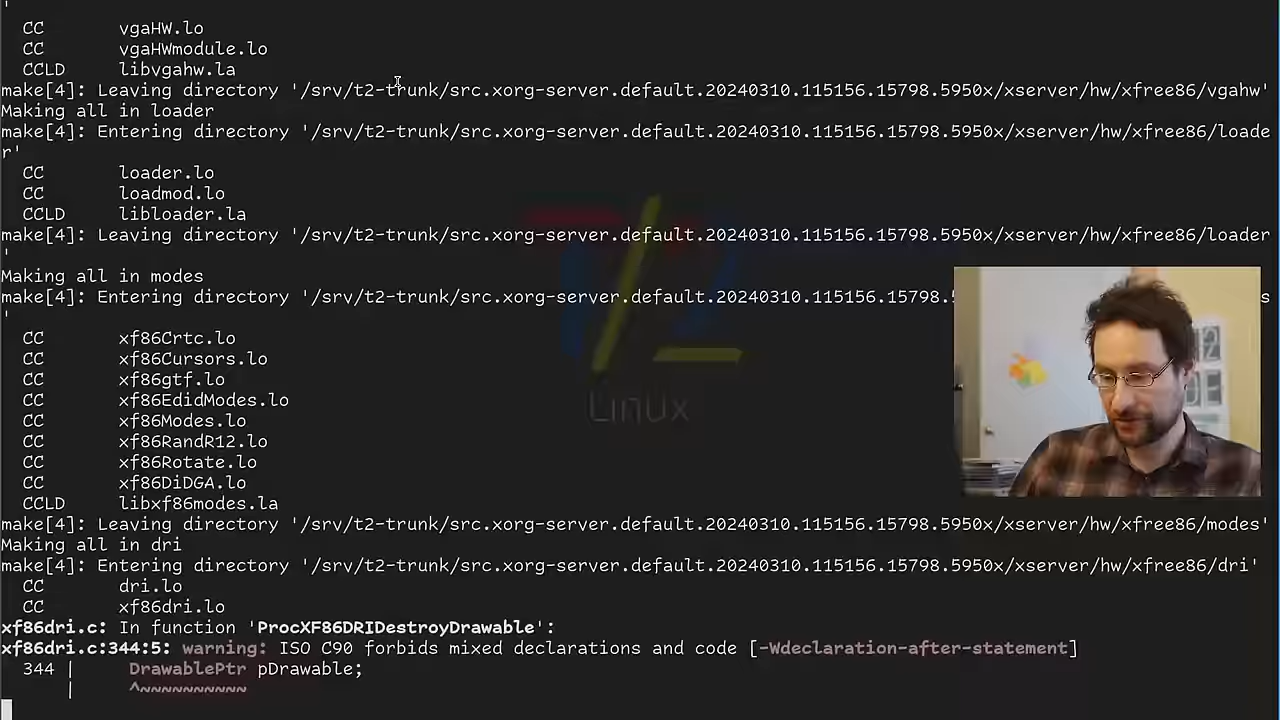 '
CC vgaHW.lo
CC vgaHWmodule.lo
CCLD libvgahw.la
make[4]: Leaving directory '/srv/t2-trunk/src.xorg-server.default.20240310.115156.15798.5950x/xserver/hw/xfree86/vgahw'
Making all in loader
make[4]: Entering directory '/srv/t2-trunk/src.xorg-server.default.20240310.115156.15798.5950x/xserver/hw/xfree86/loade
r'
CC loader.lo
CC loadmod.lo
CCLD libloader.la
make[4]: Leaving directory '/srv/t2-trunk/src.xorg-server.default.20240310.115156.15798.5950x/xserver/hw/xfree86/loader
'
Making all in modes
make[4]: Entering directory '/srv/t2-trunk/src.xorg-server.default.20240310.115156.15798.5 s
'
CC xf86Crtc.lo
CC xf86Cursors.lo
CC xf86gtf.lo
CC xf86EdidModes.lo
CC xf86Modes.lo
CC xf86RandR12.lo
CC xf86Rotate.lo
CC xf86DiDGA.lo
CCLD libxf86modes.la
make[4]: Leaving directory '/srv/t2-trunk/src.xorg-server.default.20240310.115156.15798.5950x/xserver/hw/xfree86/modes'
Making all in dri
make[4]: Entering directory '/srv/t2-trunk/src.xorg-server.default.20240310.115156.15798.5950x/xserver/hw/xfree86/dri'
CC dri.lo
CC xf86dri.lo
xf86dri.c: In function 'ProcXF86DRIDestroyDrawable':
xf86dri.c:344:5: warning: ISO C90 forbids mixed declarations and code [-Wdeclaration-after-statement]
344 | DrawablePtr pDrawable;
| ^~~~~~~~~~~
T2
Linux